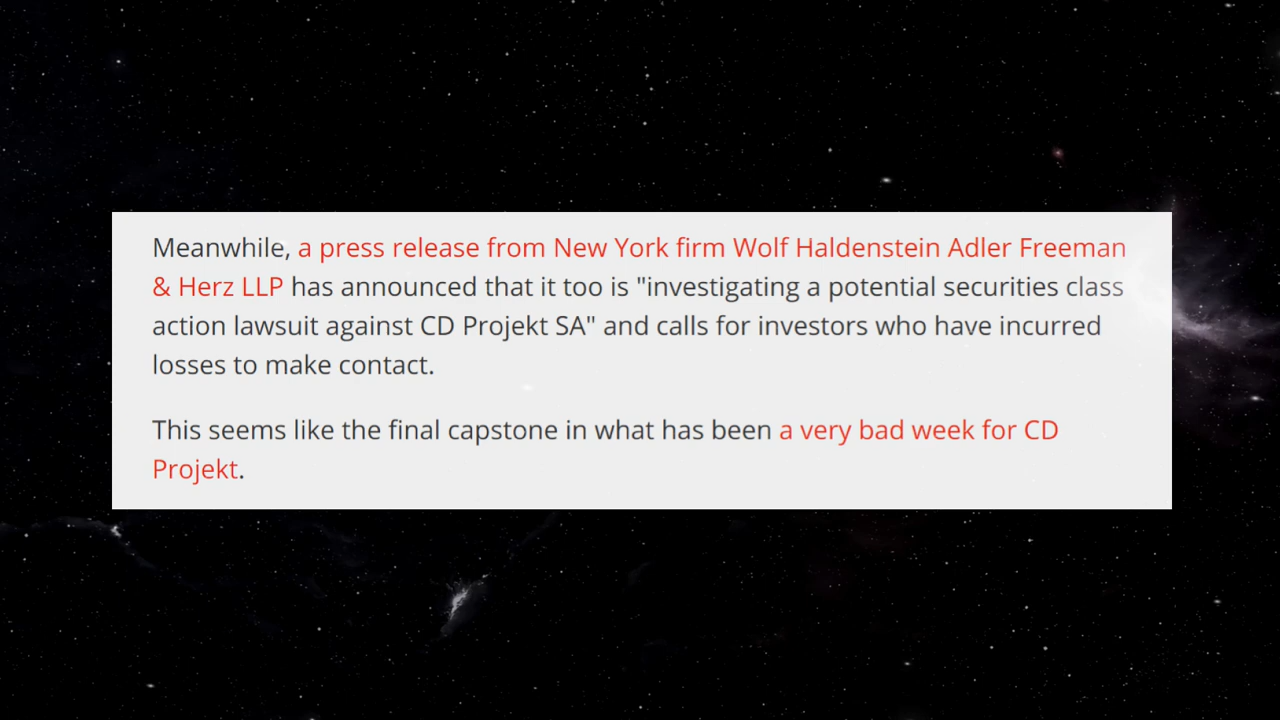 Meanwhile, a press release from New York firm Wolf Haldenstein Adler Freeman
& Herz LLP has announced that it too is "investigating a potential securities class
action lawsuit against CD Projekt SA" and calls for investors who have incurred
losses to make contact.
This seems like the final capstone in what has been a very bad week for CD
Projekt.